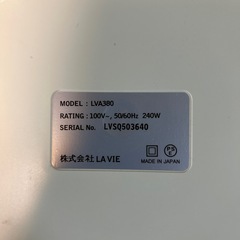 MODEL : LVA380
RATING : 100V~, 50/60Hz 240W
SERIAL No. LVSQ503640
株式会社 LA VIE
MADE IN JAPAN